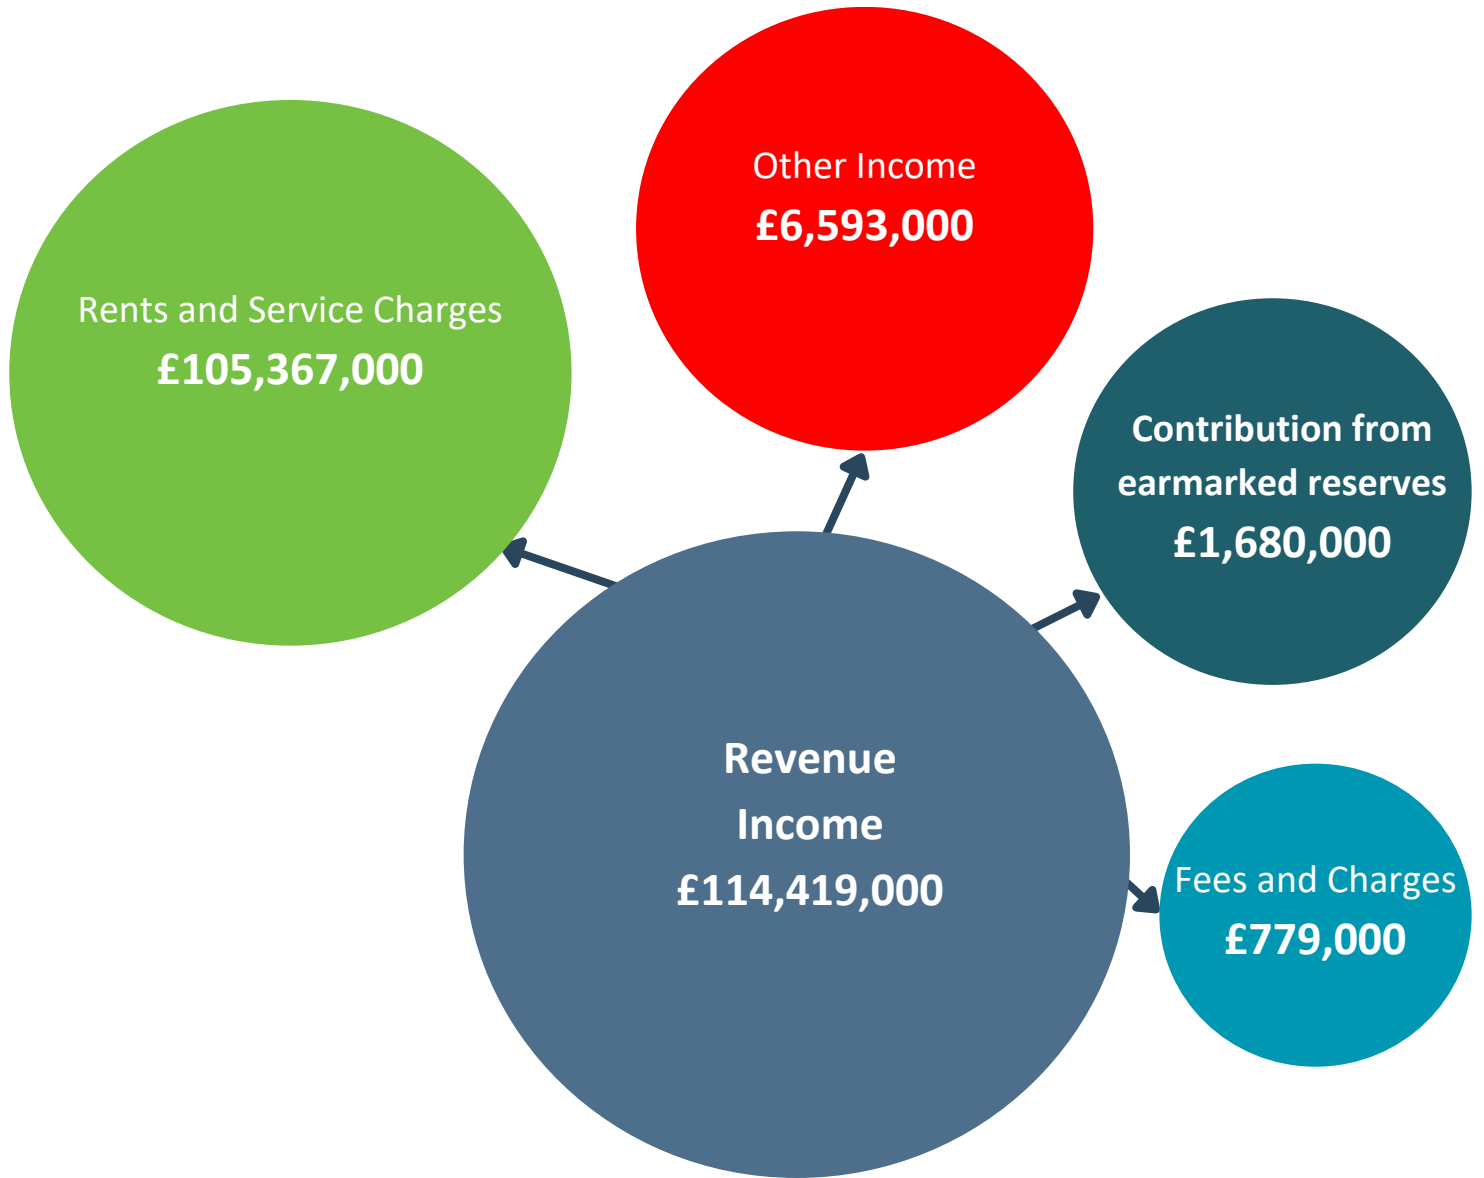 Other Income
£6,593,000
Rents and Service Charges
£105,367,000
Contribution from
earmarked reserves
£1,680,000
Revenue
Income
£114,419,000
Fees and Charges
£779,000